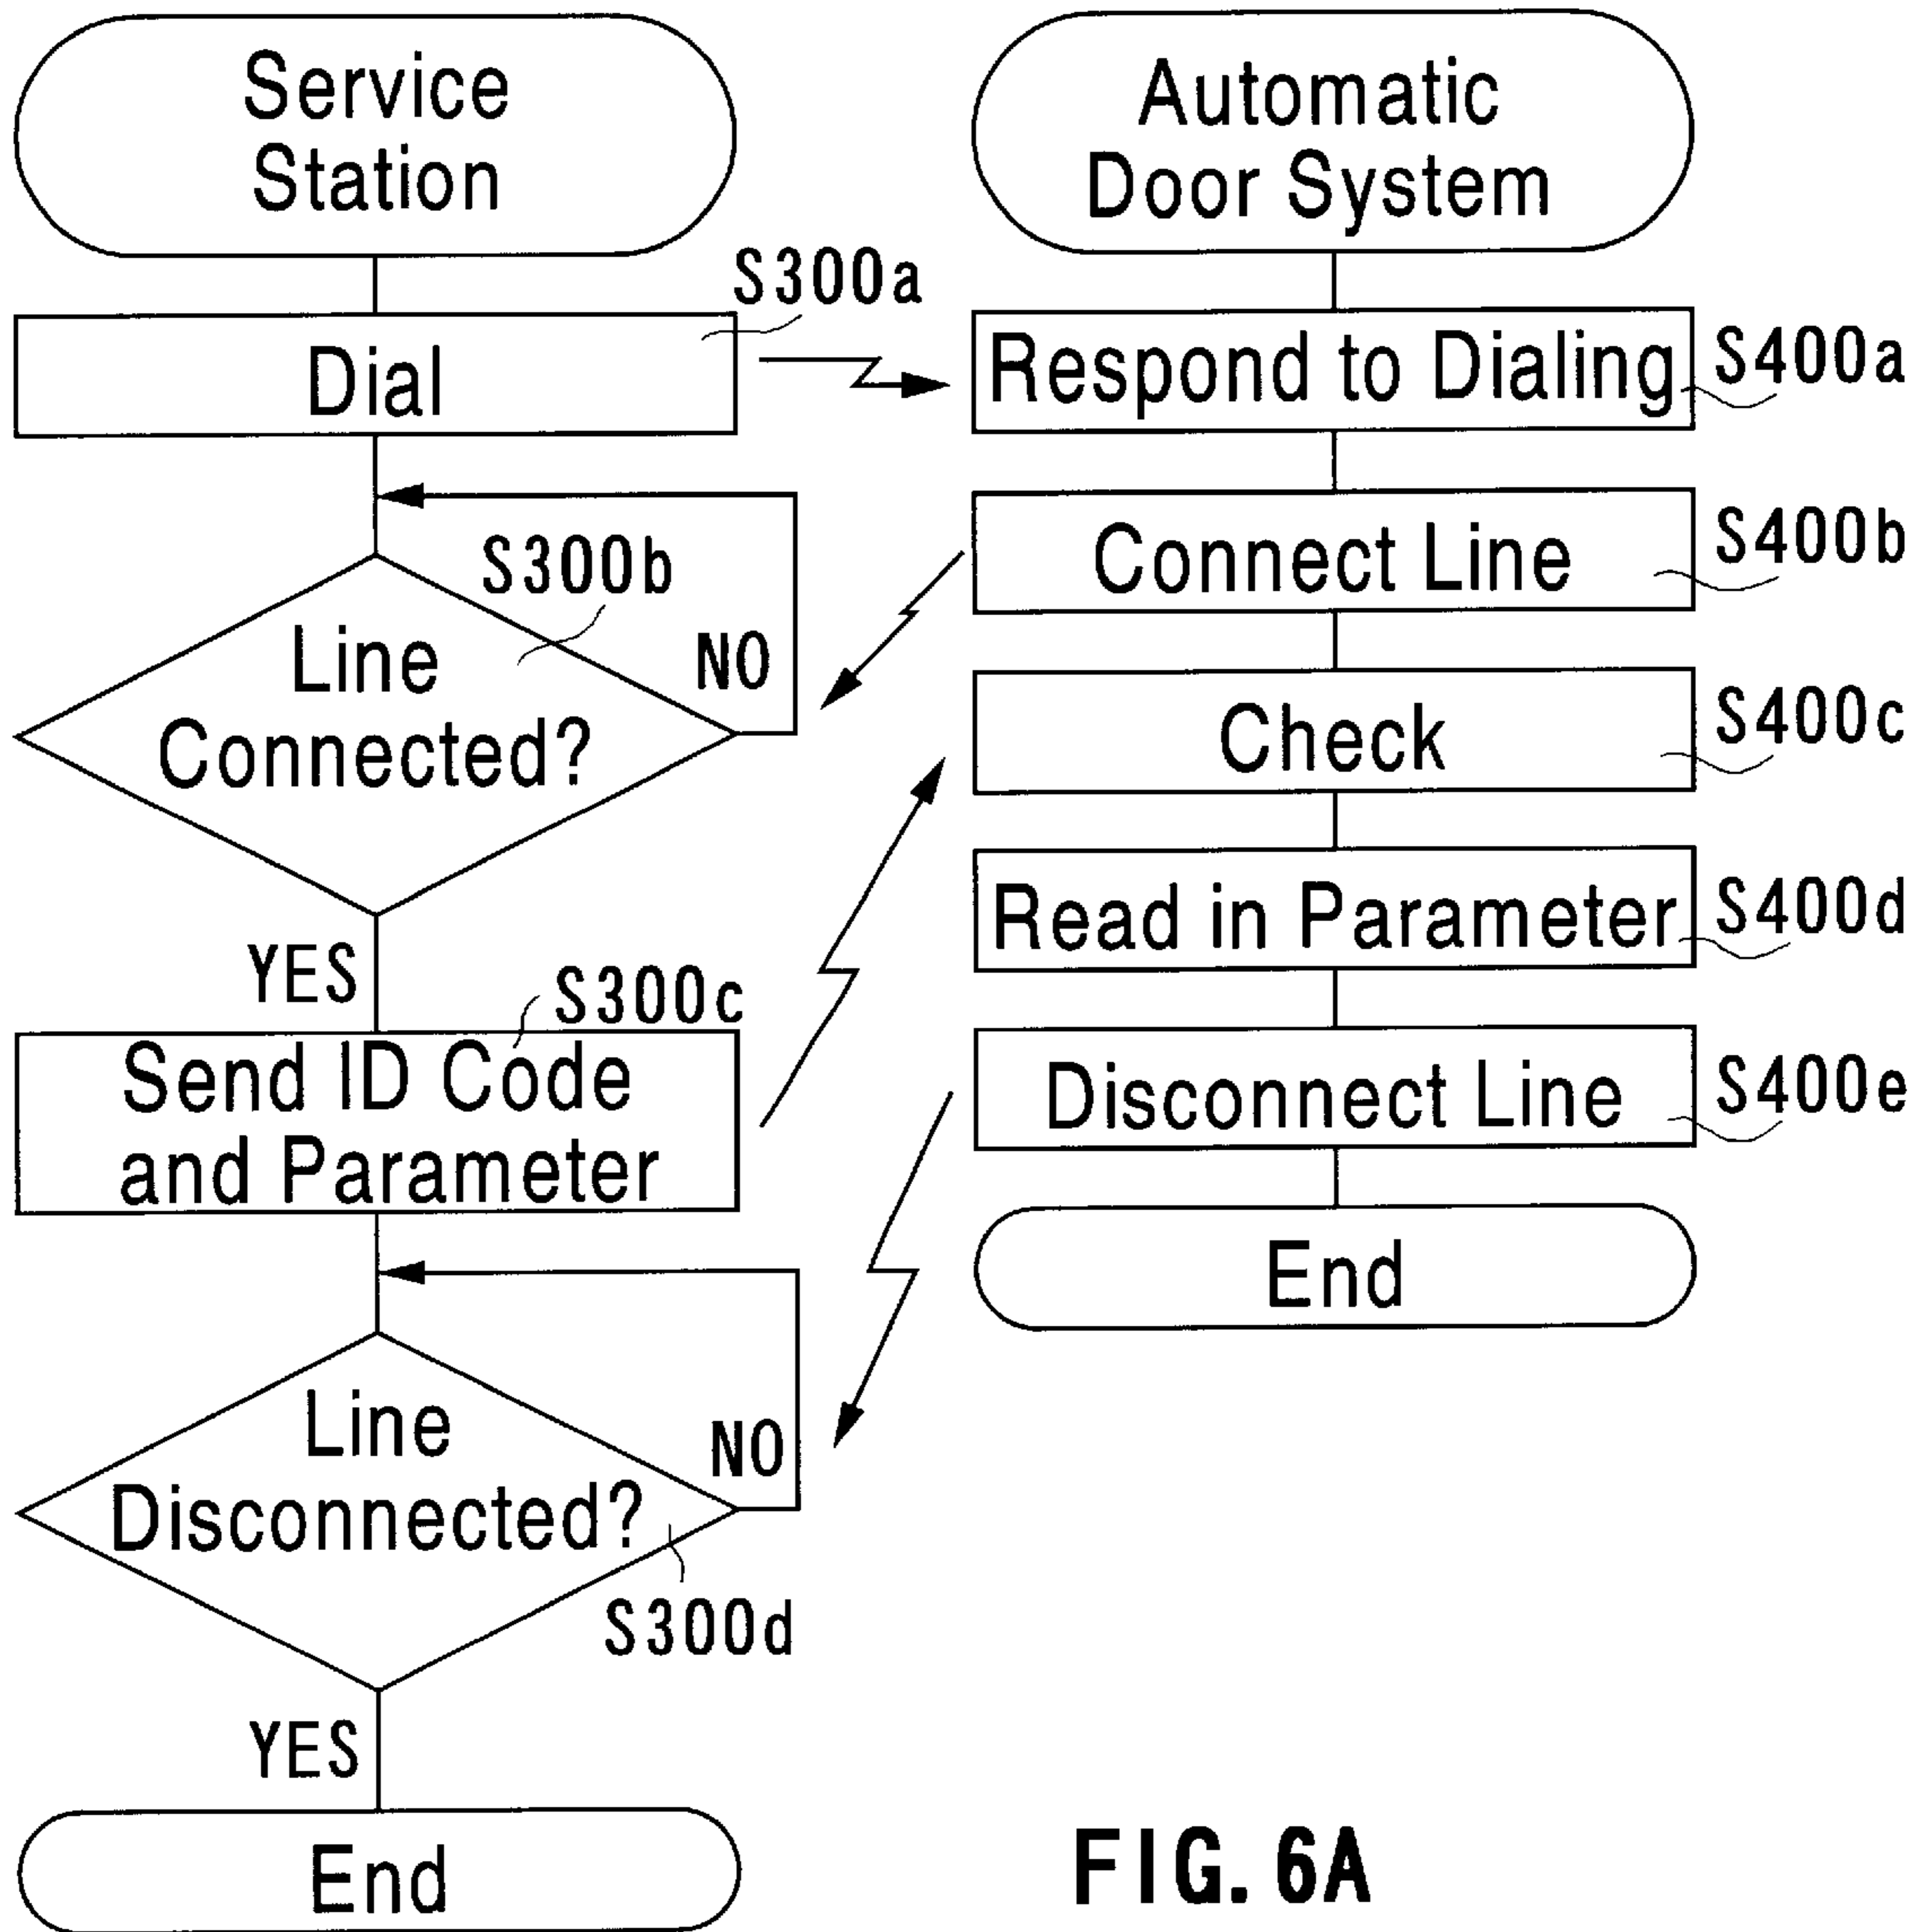 Service
Station
S300a
Dial
S300b
Line
Connected?
NO
YES
S300c
Send ID Code
and Parameter
Line
Disconnected?
NO
S300d
YES
End
Automatic
Door System
Respond to Dialing
S400a
Connect Line
S400b
Check
S400c
Read in Parameter
S400d
Disconnect Line
S400e
End
FIG. 6A